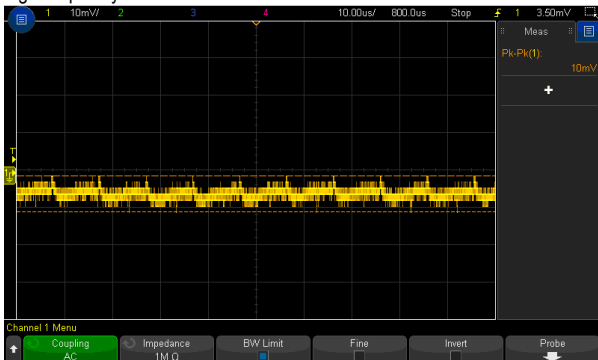 1 10mV/ 2 3 4 10.00us/ 800.0us Stop 1 3.50mV
Meas
Pk-Pk(1):
10mV
T
1
Channel 1 Menu
Coupling Impedance BW Limit Fine Invert Probe
AC 1M Ω